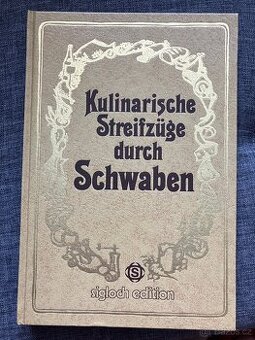 Kulinarische
Streifzüge
durch
Schwaben
S
sigloch edition